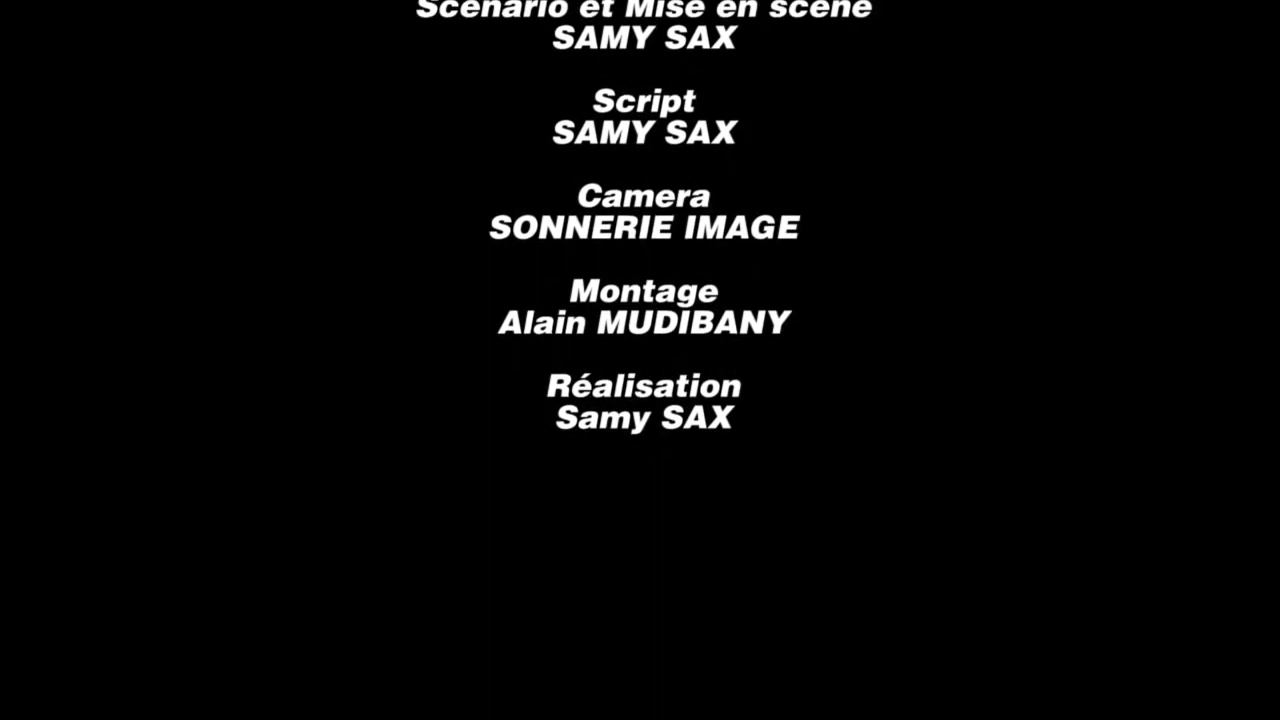 Scénario et Mise en scène
SAMY SAX
Script
SAMY SAX
Camera
SONNERIE IMAGE
Montage
Alain MUDIBANY
Réalisation
Samy SAX